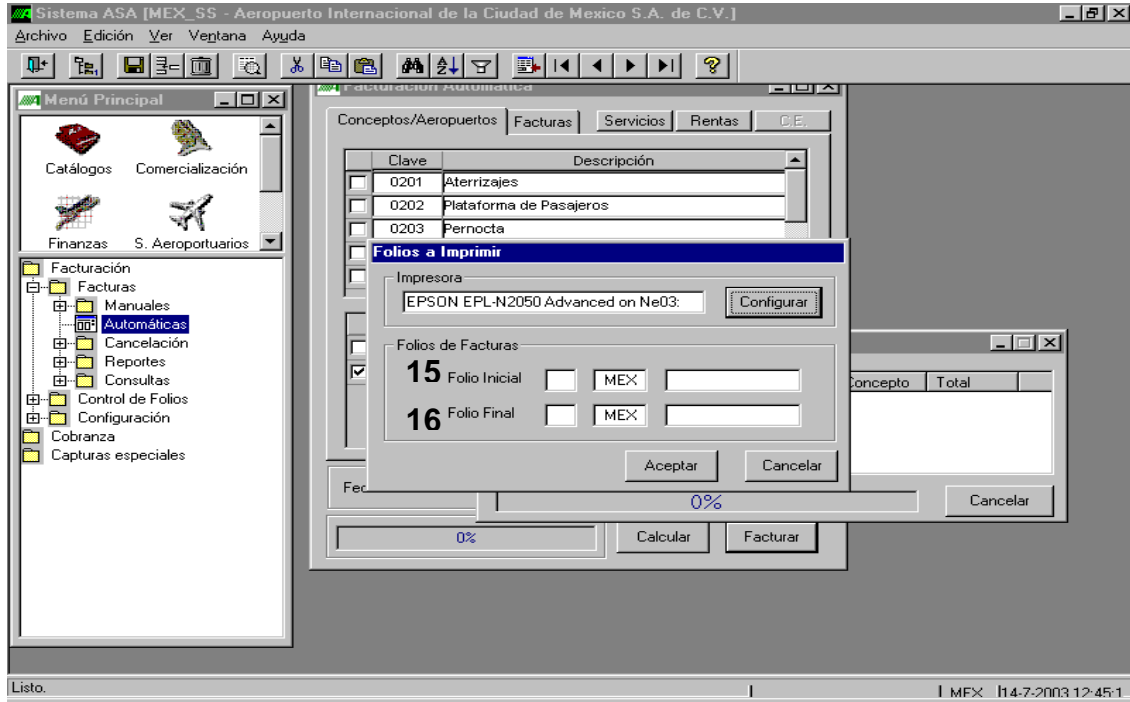 Sistema ASA [MEX_SS - Aeropuerto Internacional de la Ciudad de Mexico S.A. de C.V.]
Archivo Edición Ver Ventana Ayuda
Menú Principal
Catálogos Comercialización
Finanzas S. Aeroportuarios
Facturación
Facturas
Manuales
Automáticas
Cancelación
Reportes
Consultas
Control de Folios
Configuración
Cobranza
Capturas especiales
Facturación Automática
Conceptos/Aeropuertos Facturas Servicios Rentas C.E.
Clave Descripción
0201 Aterrizajes
0202 Plataforma de Pasajeros
0203 Pernocta
Folios a Imprimir
Impresora
EPSON EPL-N2050 Advanced on Ne03: Configurar
Folios de Facturas
15 Folio Inicial MEX
16 Folio Final MEX
Aceptar Cancelar
Concepto Total
0% Cancelar
Fec
0% Calcular Facturar
Listo. MEX 14-7-2003 12:45:1